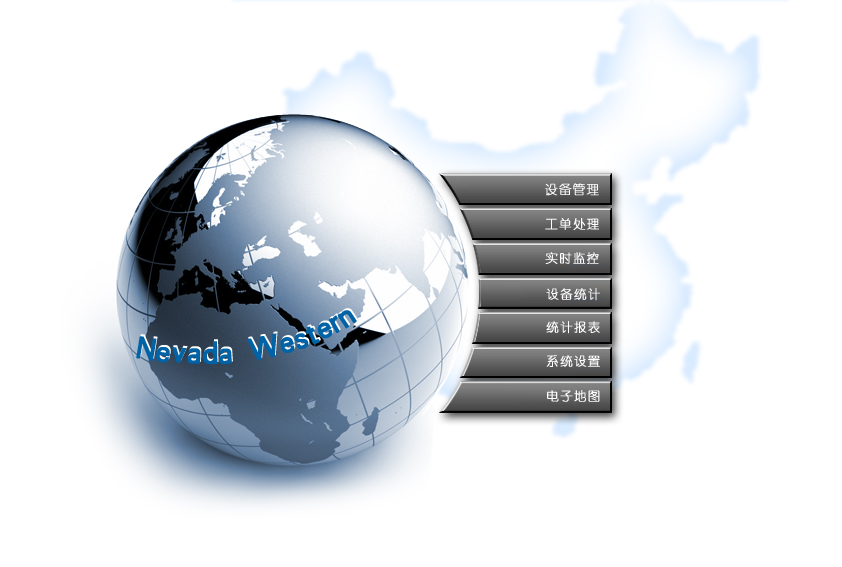 Nevada Western
设备管理
工单处理
实时监控
设备统计
统计报表
系统设置
电子地图